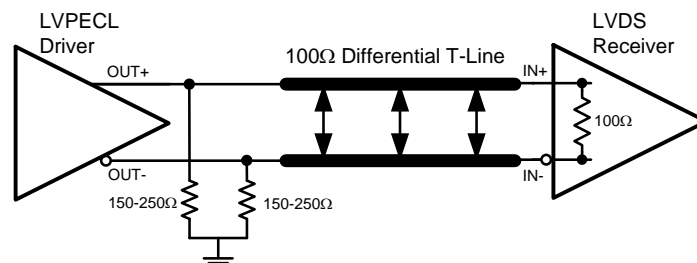 LVPECL
Driver
OUT+
100Ω Differential T-Line
LVDS
Receiver
IN+
100Ω
OUT-
IN-
150-250Ω
150-250Ω